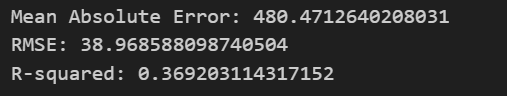 Mean Absolute Error: 480.4712640208031
RMSE: 38.968588098740504
R-squared: 0.369203114317152